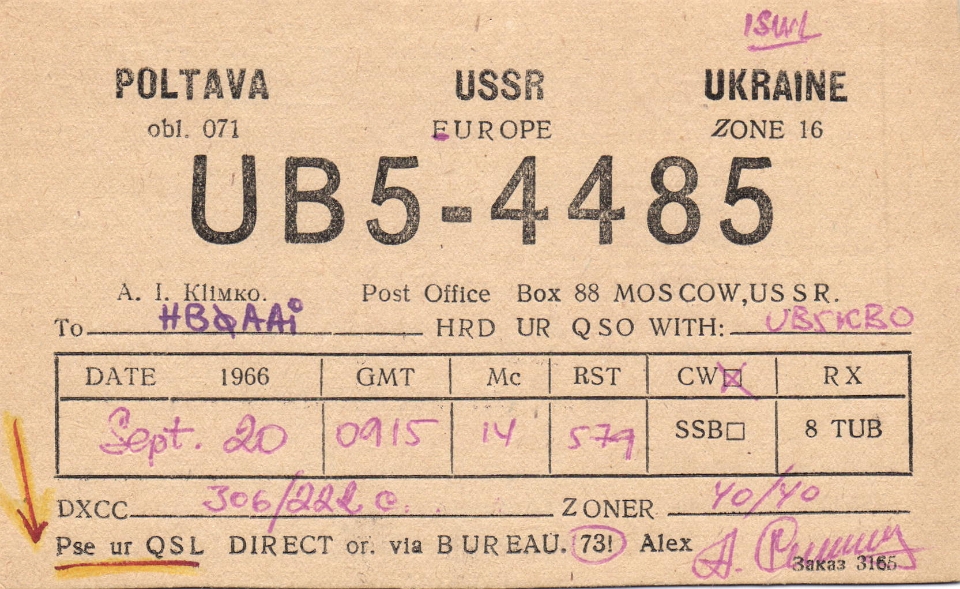 ISWL
POLTAVA USSR UKRAINE
obl. 071 EUROPE ZONE 16
UB5-4485
A. I. Klimko. Post Office Box 88 MOSCOW, USSR.
To HBØAAi HRD UR QSO WITH: UB5KBO
DATE 1966 GMT Mc RST CW☒ RX
Sept. 20 0915 14 579 SSB□ 8 TUB
DXCC 306/222 c. ZONER 40/40
Pse ur QSL DIRECT or. via BUREAU. 73! Alex
Заказ 3165